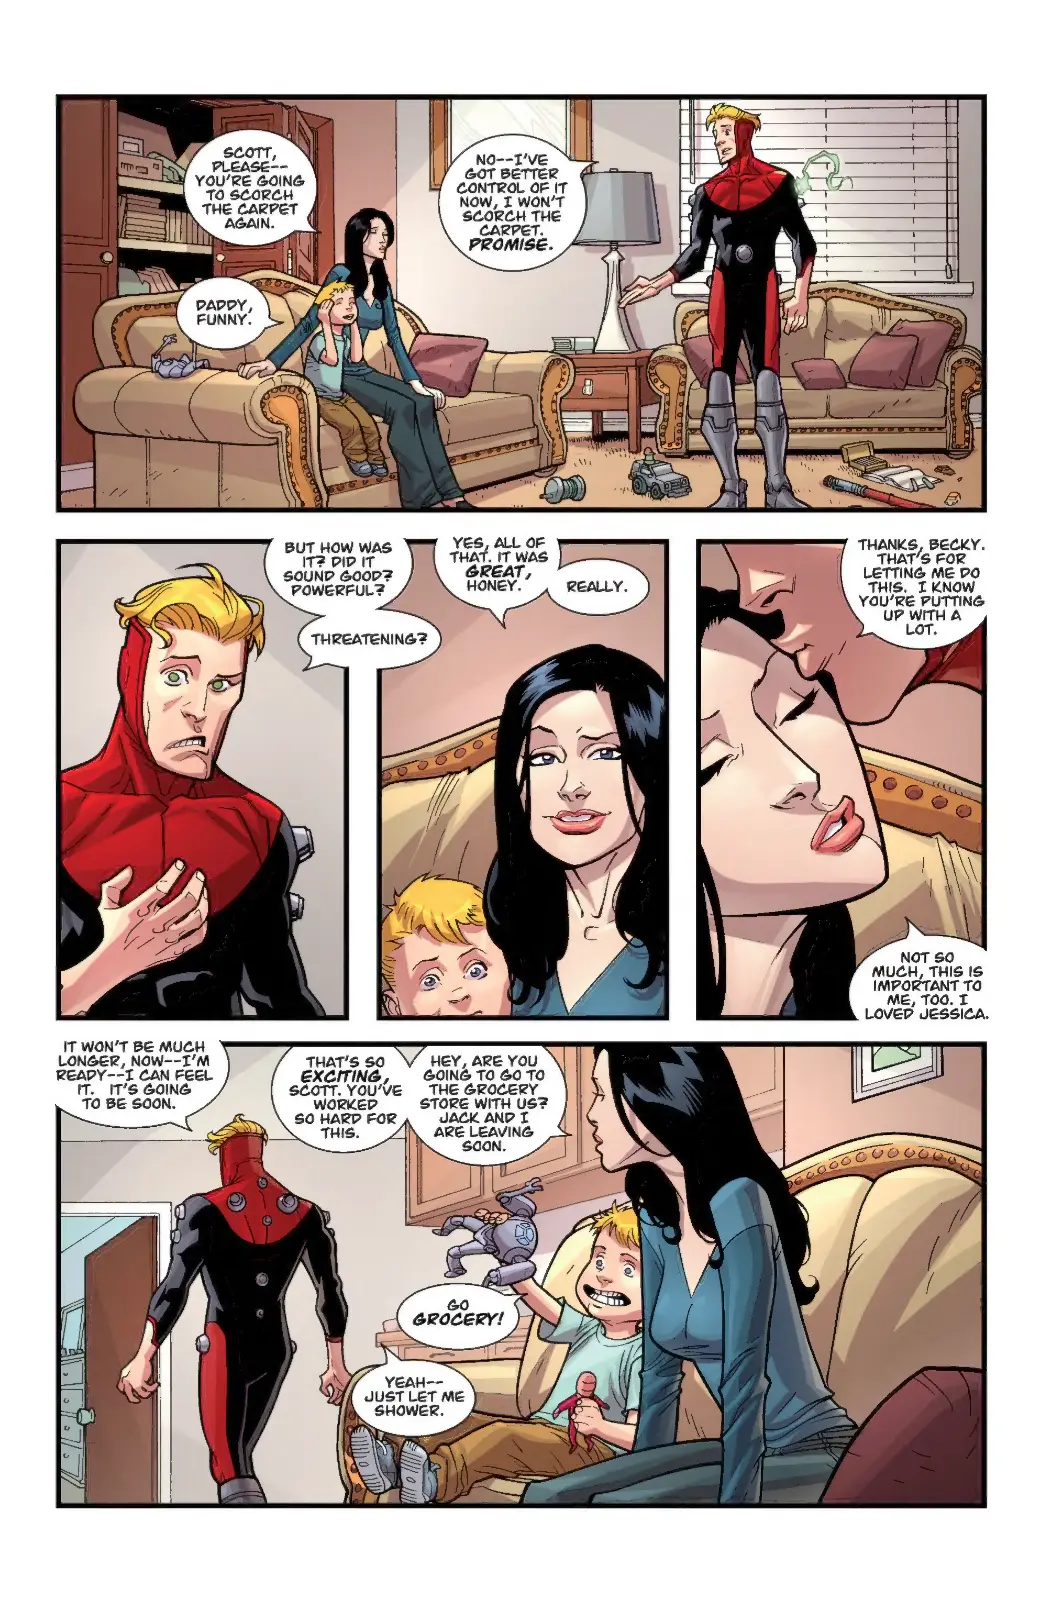 SCOTT,
PLEASE--
YOU'RE GOING
TO SCORCH
THE CARPET
AGAIN.
DADDY,
FUNNY.
NO--I'VE
GOT BETTER
CONTROL OF IT
NOW, I WON'T
SCORCH THE
CARPET.
PROMISE.
BUT HOW WAS
IT? DID IT
SOUND GOOD?
POWERFUL?
THREATENING?
YES, ALL OF
THAT. IT WAS
GREAT,
HONEY.
REALLY.
THANKS, BECKY.
THAT'S FOR
LETTING ME DO
THIS. I KNOW
YOU'RE PUTTING
UP WITH A
LOT.
NOT SO
MUCH, THIS IS
IMPORTANT TO
ME, TOO. I
LOVED JESSICA.
IT WON'T BE MUCH
LONGER, NOW--I'M
READY--I CAN FEEL
IT. IT'S GOING
TO BE SOON.
THAT'S SO
EXCITING,
SCOTT. YOU'VE
WORKED
SO HARD FOR
THIS.
HEY, ARE YOU
GOING TO GO TO
THE GROCERY
STORE WITH US?
JACK AND I
ARE LEAVING
SOON.
GO
GROCERY!
YEAH--
JUST LET ME
SHOWER.